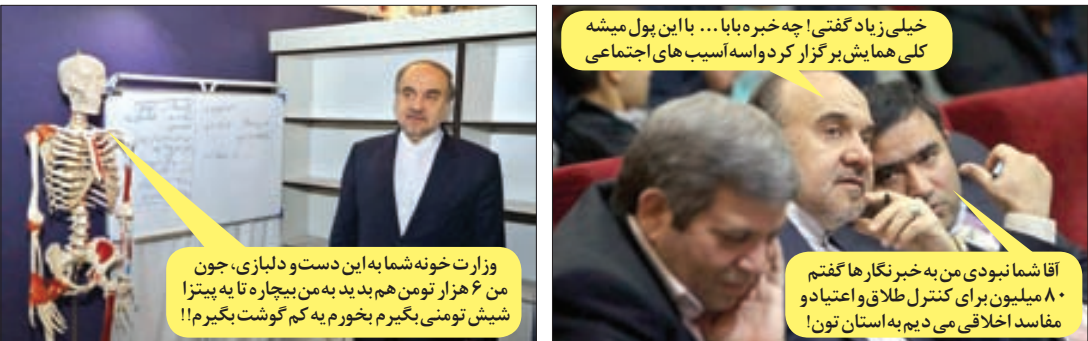 خیلی زیاد گفتی! چه خبره بابا ... با این پول میشه
کلی همایش برگزار کرد واسه آسیب های اجتماعی
آقا شما نبودی من به خبرنگارها گفتم
۸۰ میلیون برای کنترل طلاق و اعتیاد و
مفاسد اخلاقی می دیم به استان تون!
وزارت خونه شما به این دست و دلبازی، جون
من ۶ هزار تومن هم بدید به من بیچاره تا یه پیتزا
شیش تومنی بگیرم بخورم یه کم گوشت بگیرم!!